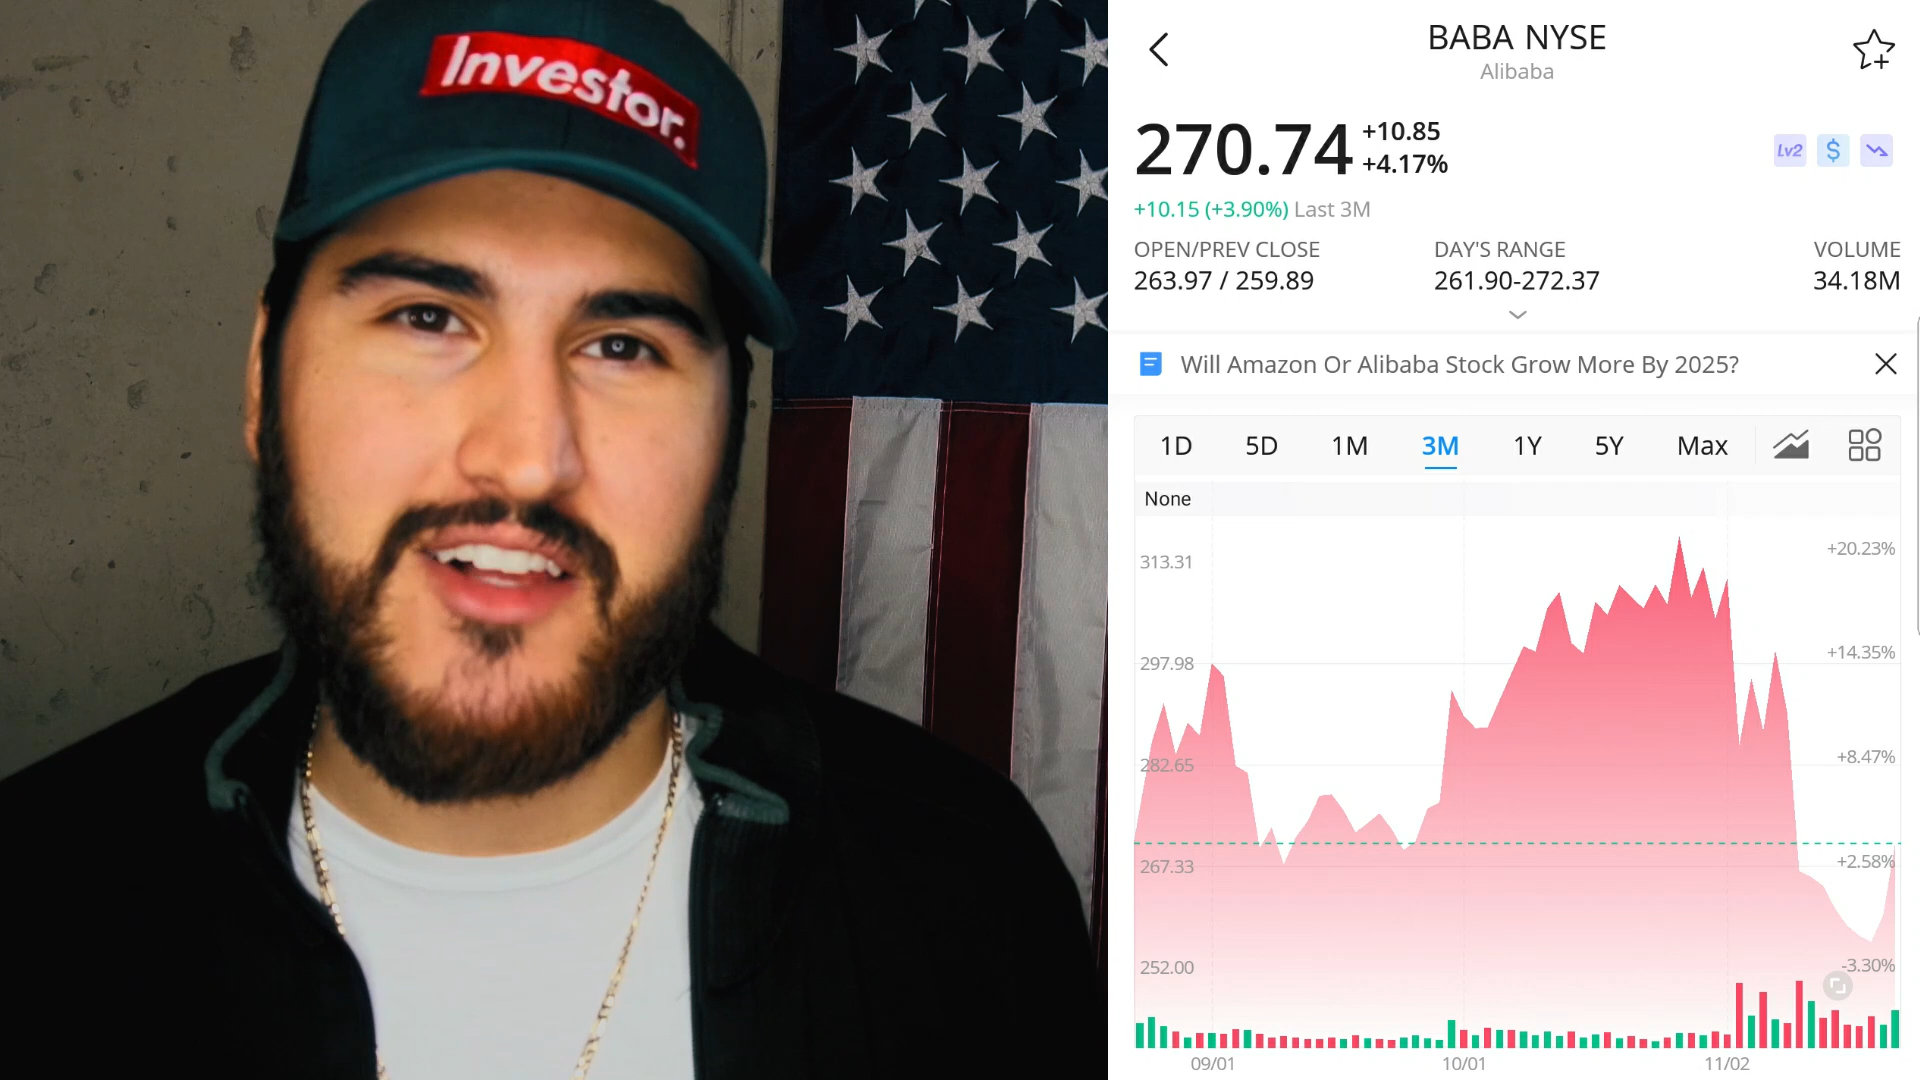 Investor.
BABA NYSE
Alibaba
270.74
+10.85
+4.17%
Lv2 $
+10.15 (+3.90%) Last 3M
OPEN/PREV CLOSE DAY'S RANGE VOLUME
263.97 / 259.89 261.90-272.37 34.18M
Will Amazon Or Alibaba Stock Grow More By 2025?
1D 5D 1M 3M 1Y 5Y Max
None
+20.23%
313.31
+14.35%
297.98
+8.47%
282.65
+2.58%
267.33
-3.30%
252.00
09/01 10/01 11/02